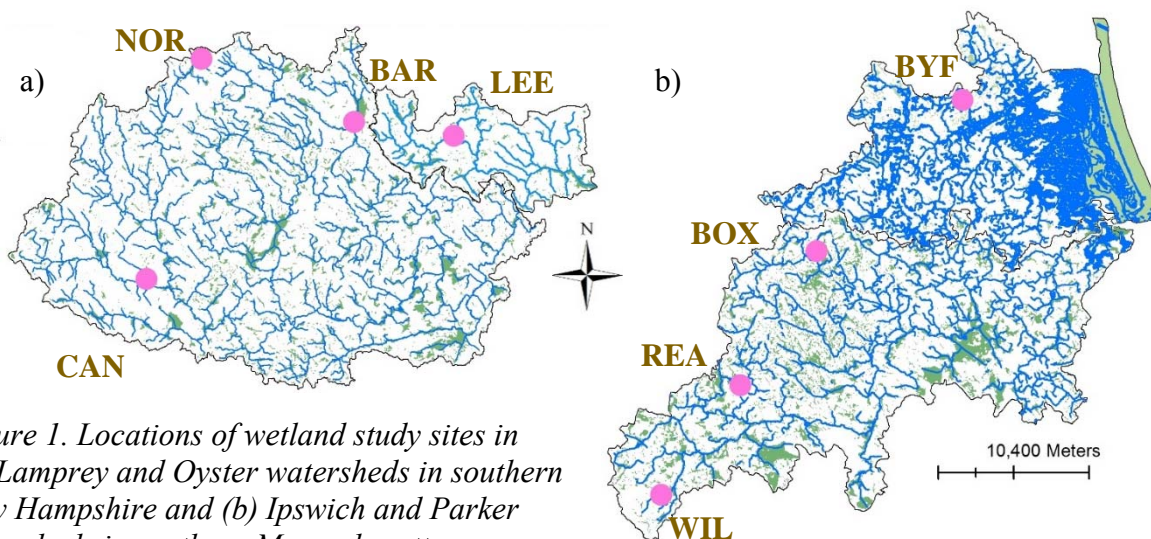 a)
NOR
BAR
LEE
CAN
N
b)
BYF
BOX
REA
WIL
10,400 Meters
1. Locations of wetland study sites in
Lamprey and Oyster watersheds in southern
Hampshire and (b) Ipswich and Parker